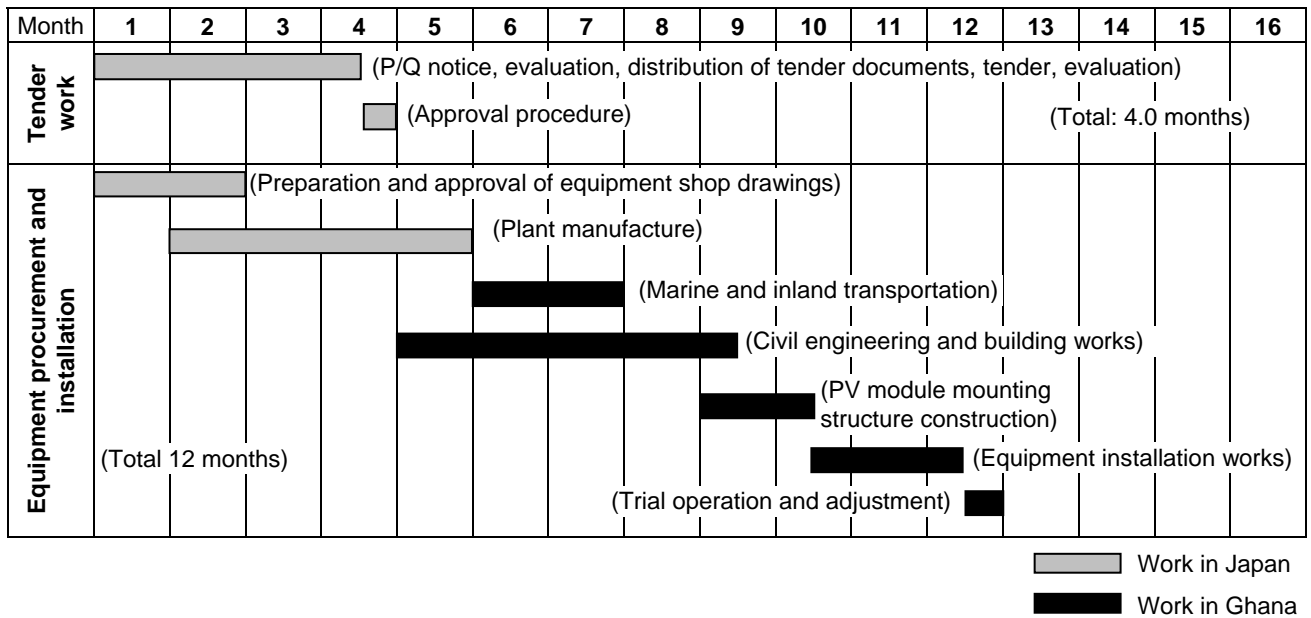 Month 1 2 3 4 5 6 7 8 9 10 11 12 13 14 15 16
Tender
work
(P/Q notice, evaluation, distribution of tender documents, tender, evaluation)
(Approval procedure)
(Total: 4.0 months)
Equipment procurement and
installation
(Preparation and approval of equipment shop drawings)
(Plant manufacture)
(Marine and inland transportation)
(Civil engineering and building works)
(PV module mounting
structure construction)
(Total 12 months)
(Equipment installation works)
(Trial operation and adjustment)
Work in Japan
Work in Ghana